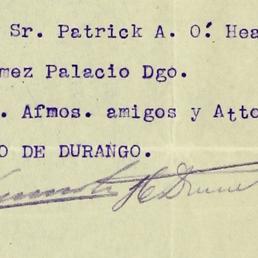 Sr. Patrick A. O'. Hea
mez Palacio Dgo.
. Afmos. amigos y Atto
O DE DURANGO.